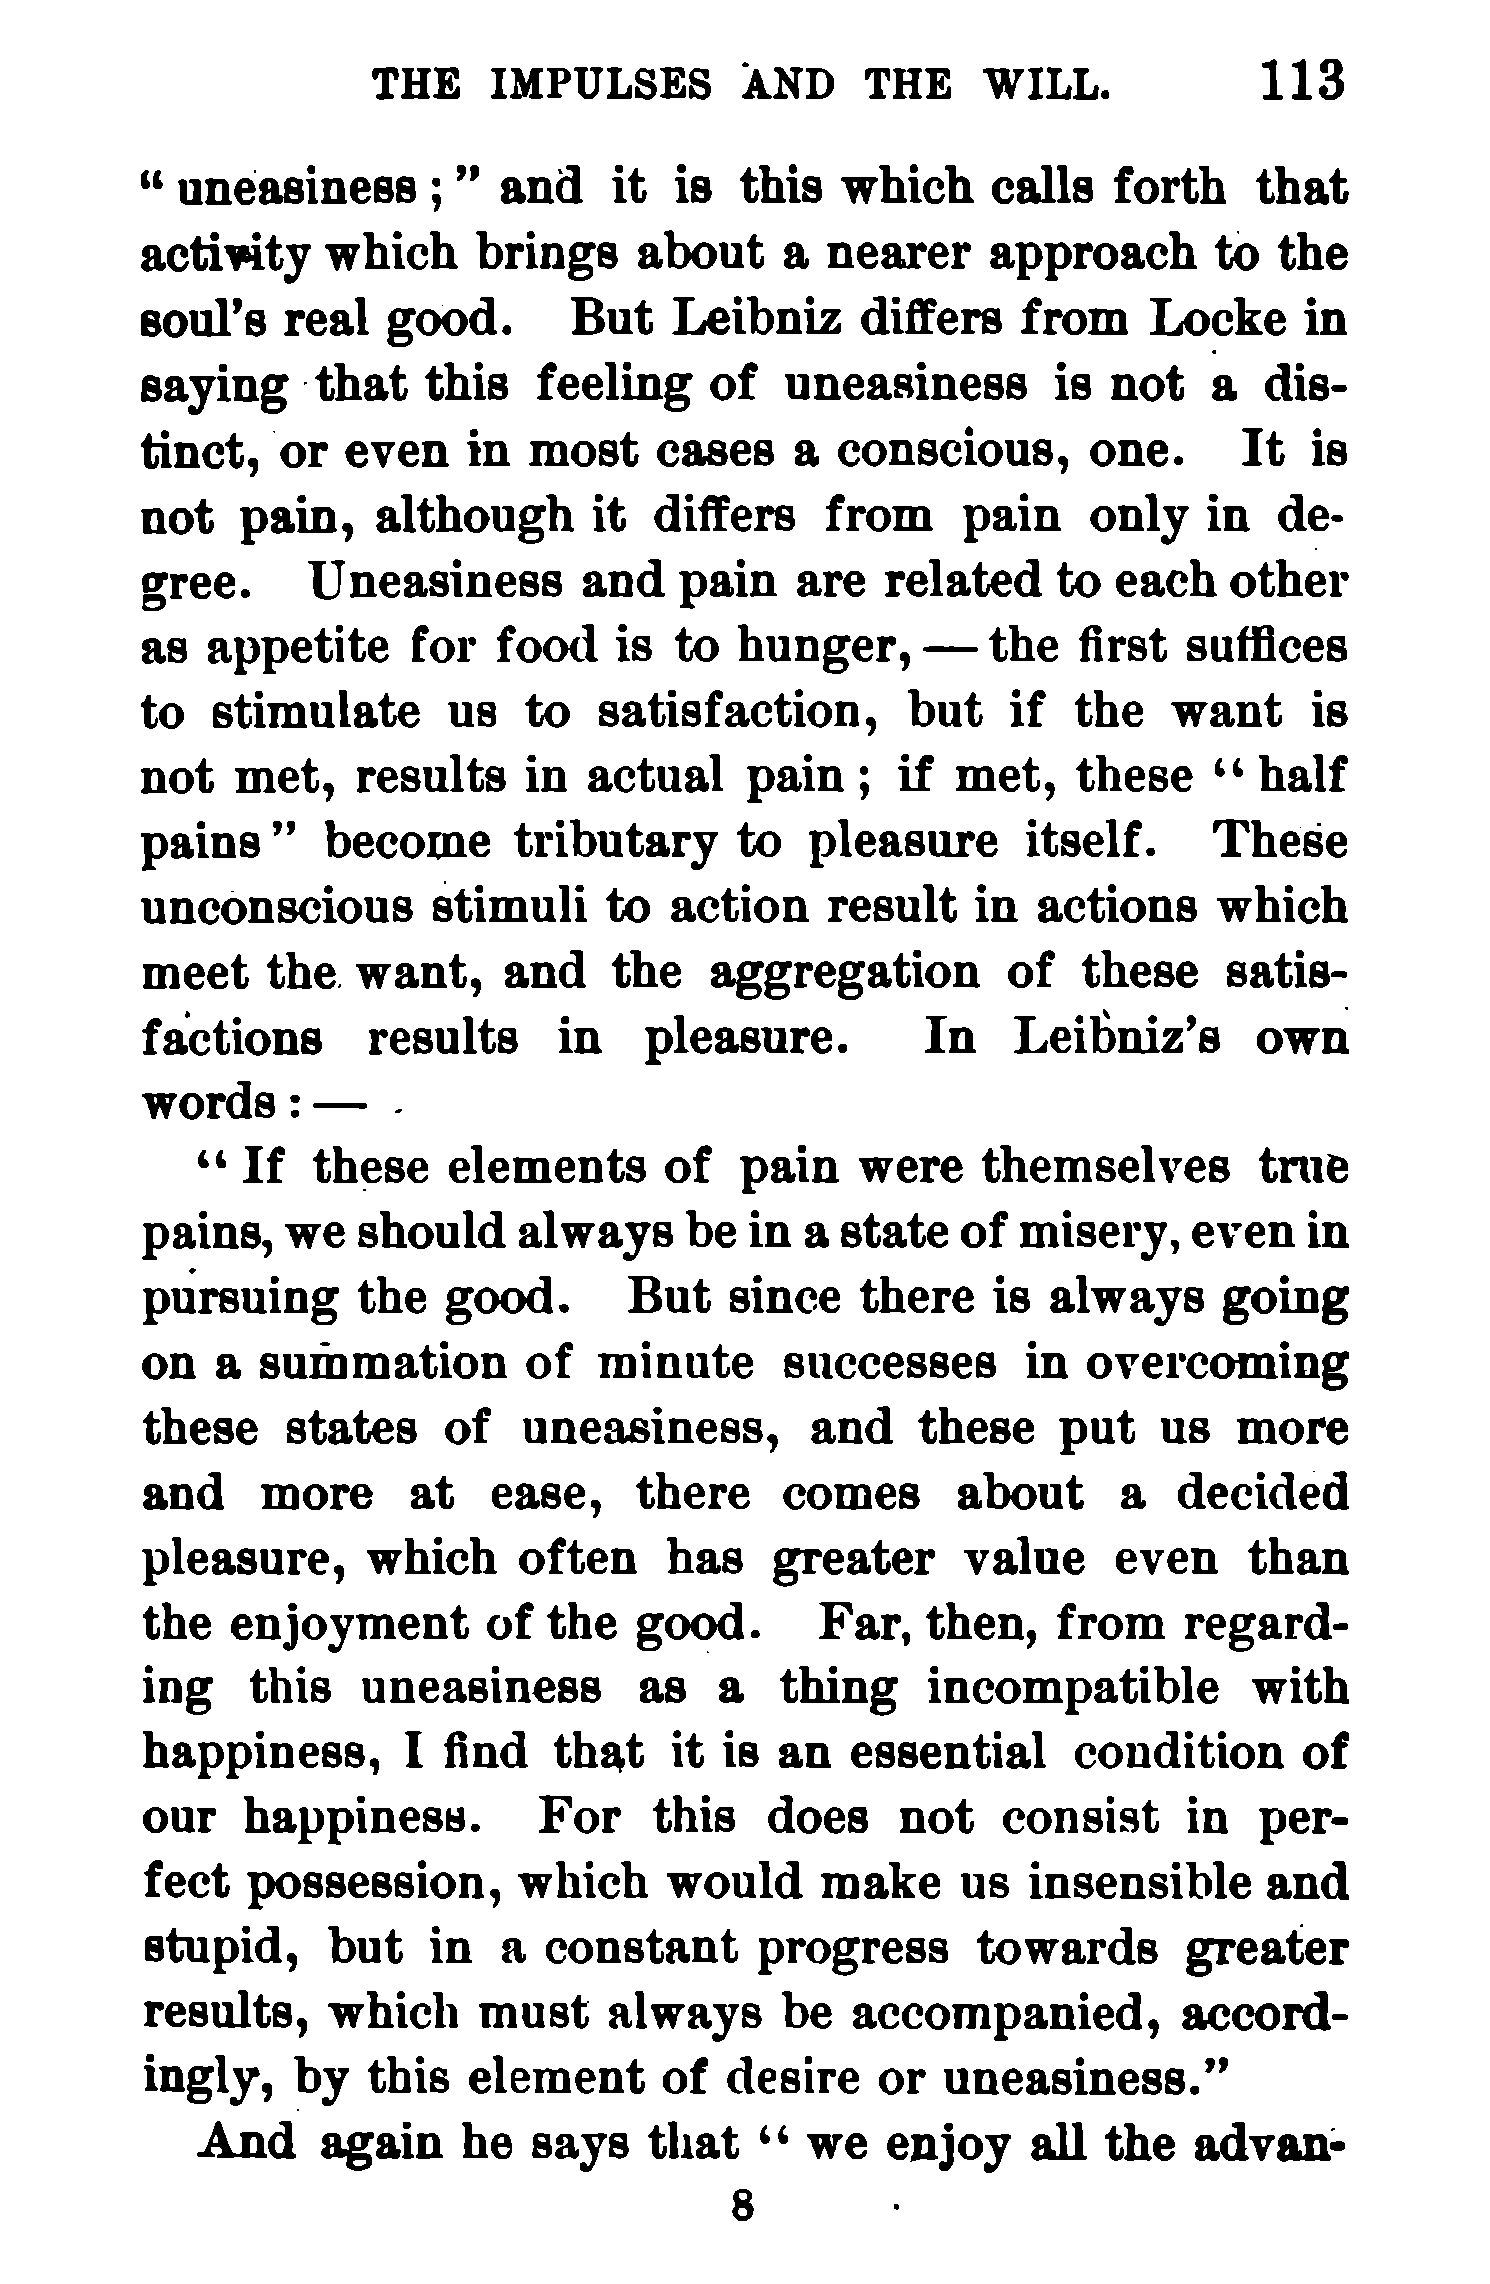 THE IMPULSES AND THE WILL. 113
“ uneasiness ; ” and it is this which calls forth that
activity which brings about a nearer approach to the
soul’s real good. But Leibniz differs from Locke in
saying that this feeling of uneasiness is not a dis-
tinct, or even in most cases a conscious, one. It is
not pain, although it differs from pain only in de-
gree. Uneasiness and pain are related to each other
as appetite for food is to hunger, — the first suffices
to stimulate us to satisfaction, but if the want is
not met, results in actual pain ; if met, these “ half
pains ” become tributary to pleasure itself. These
unconscious stimuli to action result in actions which
meet the want, and the aggregation of these satis-
factions results in pleasure. In Leibniz’s own
words : —
“ If these elements of pain were themselves true
pains, we should always be in a state of misery, even in
pursuing the good. But since there is always going
on a summation of minute successes in overcoming
these states of uneasiness, and these put us more
and more at ease, there comes about a decided
pleasure, which often has greater value even than
the enjoyment of the good. Far, then, from regard-
ing this uneasiness as a thing incompatible with
happiness, I find that it is an essential condition of
our happiness. For this does not consist in per-
fect possession, which would make us insensible and
stupid, but in a constant progress towards greater
results, which must always be accompanied, accord-
ingly, by this element of desire or uneasiness.”
And again he says that “ we enjoy all the advan-
8